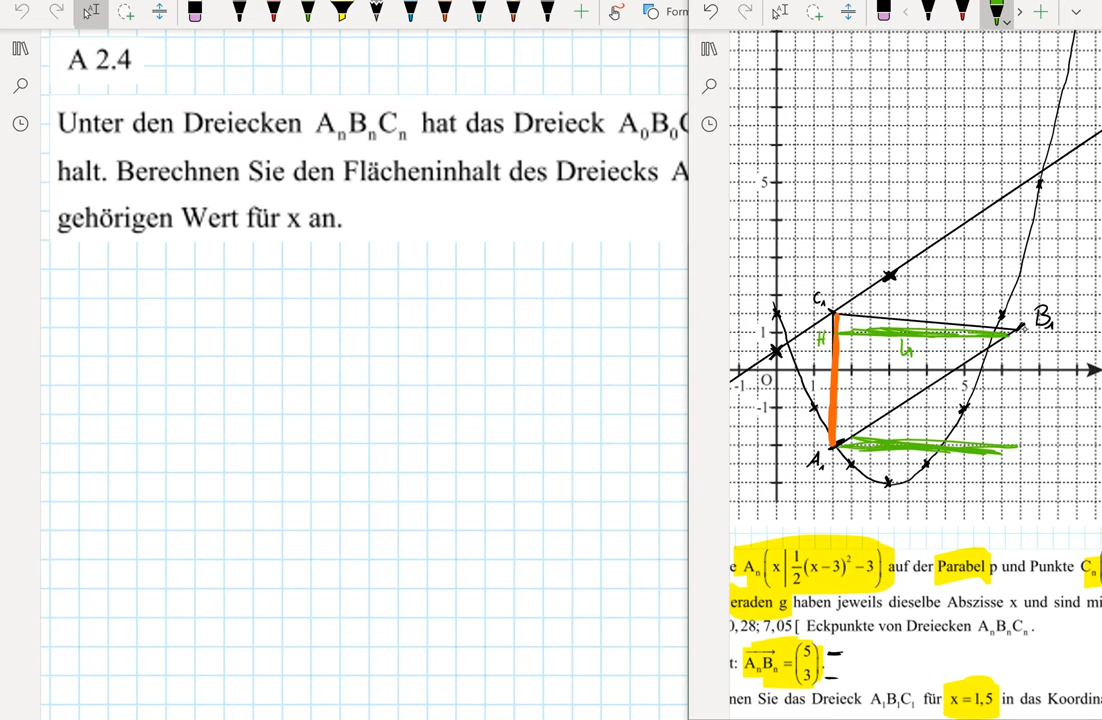 Form
A 2.4
Unter den Dreiecken AₙBₙCₙ hat das Dreieck A₀B₀C
halt. Berechnen Sie den Flächeninhalt des Dreiecks A
gehörigen Wert für x an.
5
C₁
B₁
1
H
O
-1
1
5
-1
A₁
e Aₙ(x | 1/2(x−3)²−3) auf der Parabel p und Punkte Cₙ(
eraden g haben jeweils dieselbe Abszisse x und sind mi
0,28; 7,05[ Eckpunkte von Dreiecken AₙBₙCₙ.
t: AₙBₙ⃗ = (5 3).
nen Sie das Dreieck A₁B₁C₁ für x = 1,5 in das Koordina